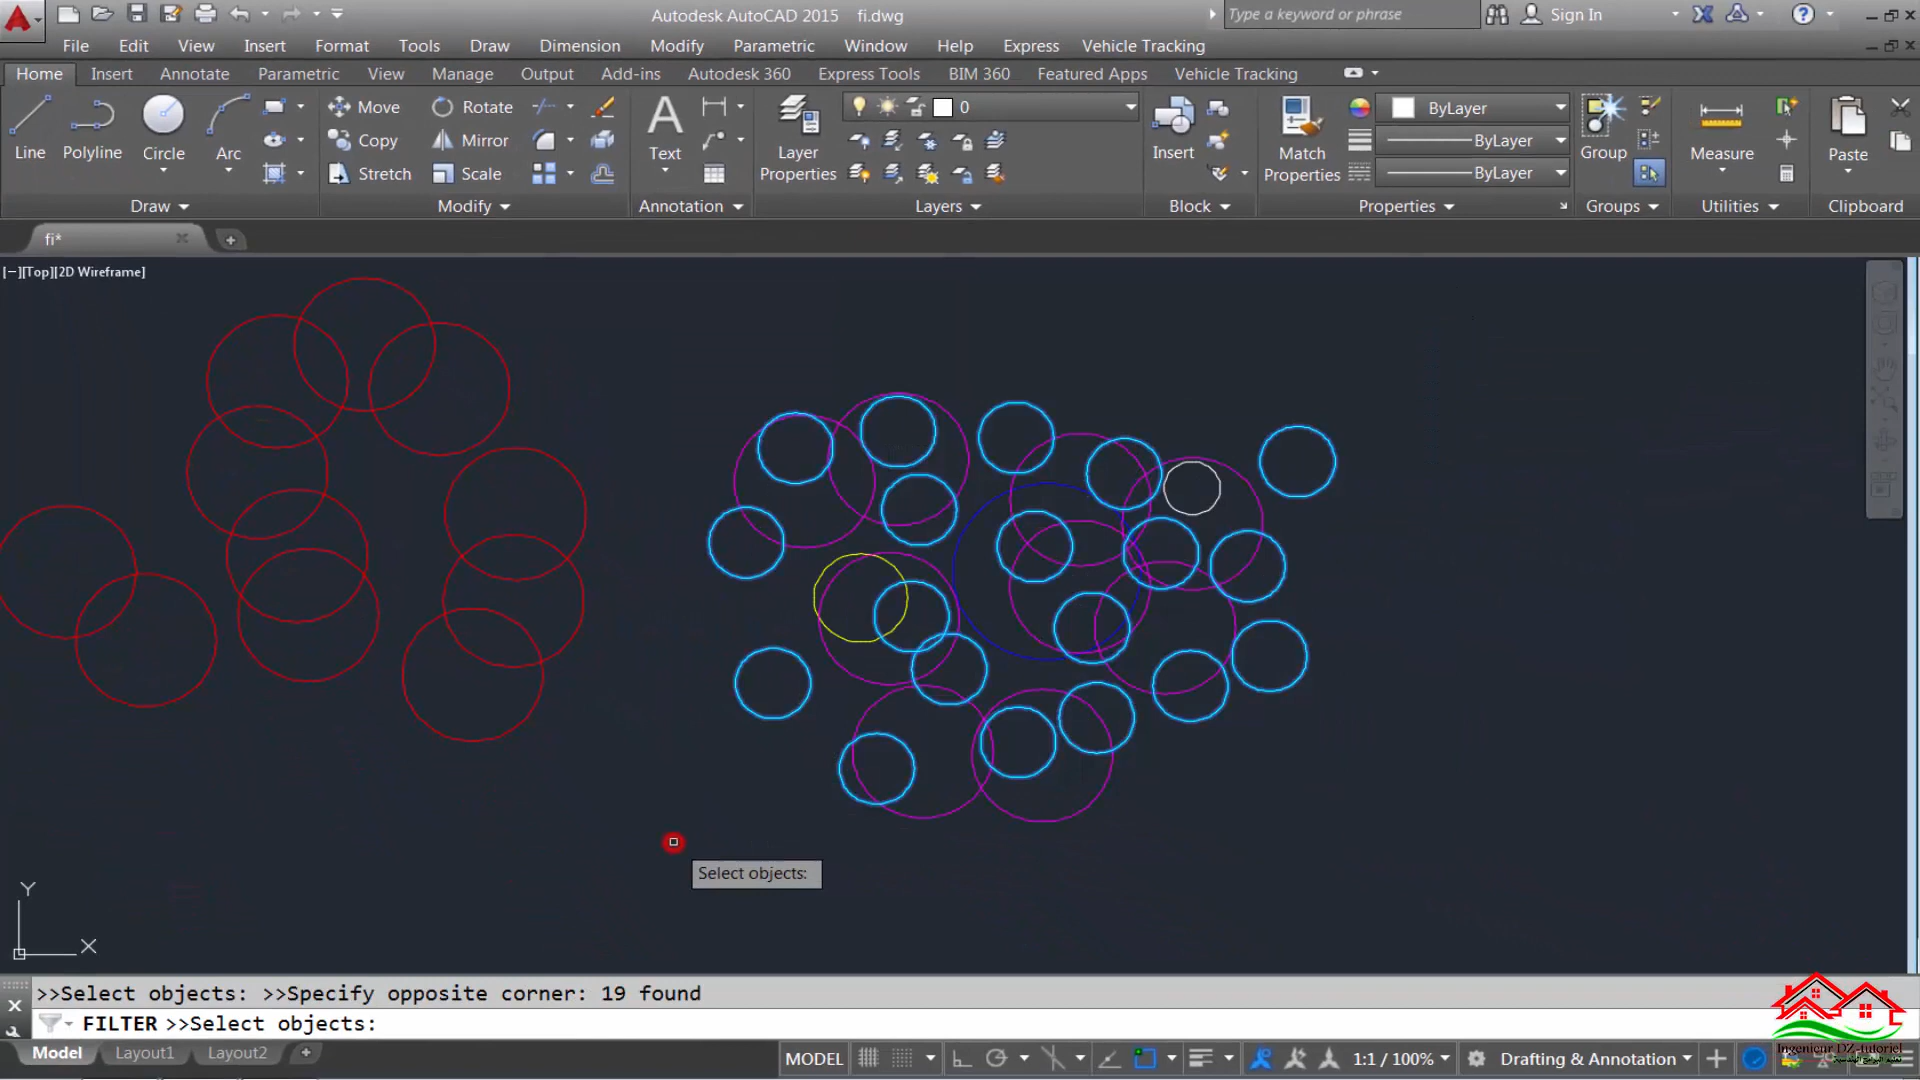 Autodesk AutoCAD 2015 fi.dwg
Type a keyword or phrase
Sign In
File Edit View Insert Format Tools Draw Dimension Modify Parametric Window Help Express Vehicle Tracking
Home Insert Annotate Parametric View Manage Output Add-ins Autodesk 360 Express Tools BIM 360 Featured Apps Vehicle Tracking
Line Polyline Circle Arc
Move Rotate
Copy Mirror
Stretch Scale
Text
Layer
Properties
0
Insert
Match
Properties
ByLayer
ByLayer
ByLayer
Group
Measure
Paste
Draw Modify Annotation Layers Block Properties Groups Utilities Clipboard
fi*
[−][Top][2D Wireframe]
Select objects:
Y
X
>>Select objects: >>Specify opposite corner: 19 found
FILTER >>Select objects:
Model Layout1 Layout2
MODEL
1:1 / 100%
Drafting & Annotation
Ingenieur DZ-tutoriel